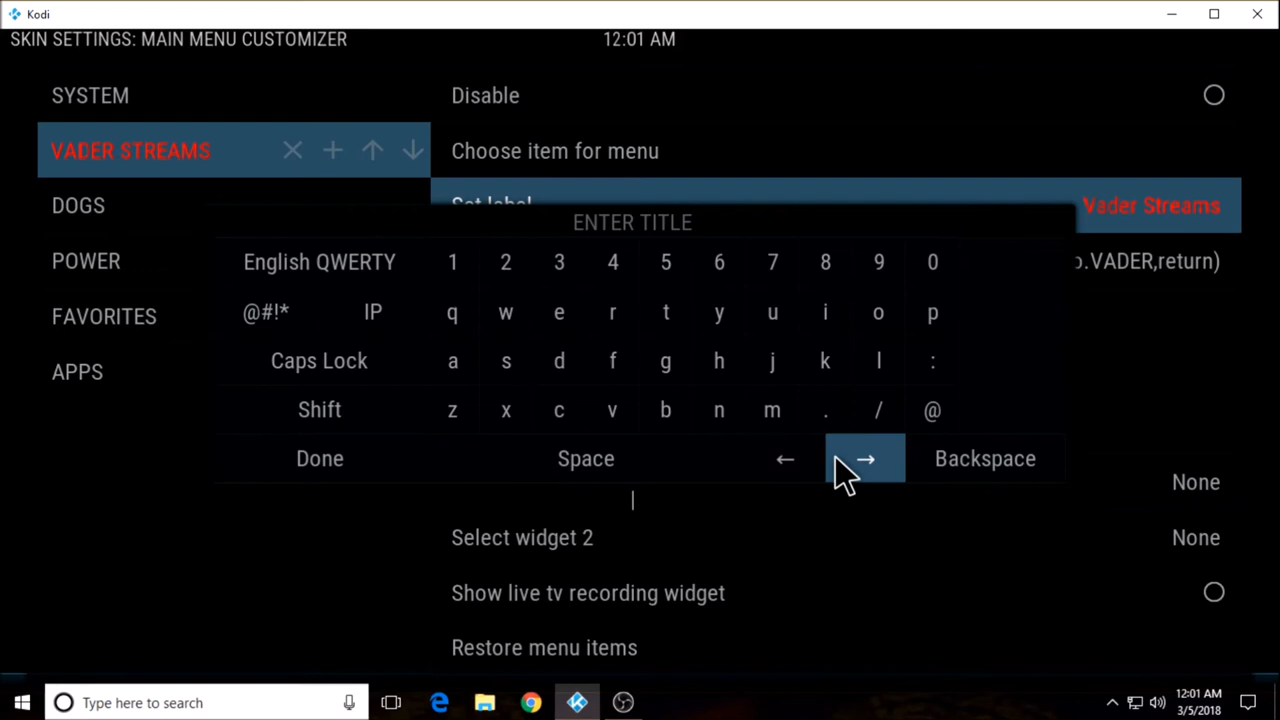 Kodi
SKIN SETTINGS: MAIN MENU CUSTOMIZER 12:01 AM
SYSTEM Disable
VADER STREAMS Choose item for menu
DOGS Set label Vader Streams
ENTER TITLE
English QWERTY 1 2 3 4 5 6 7 8 9 0
POWER .VADER,return)
@#!* IP q w e r t y u i o p
FAVORITES
Caps Lock a s d f g h j k l :
APPS
Shift z x c v b n m . / @
Done Space ← → Backspace
None
Select widget 2 None
Show live tv recording widget
Restore menu items
Type here to search
12:01 AM
3/5/2018